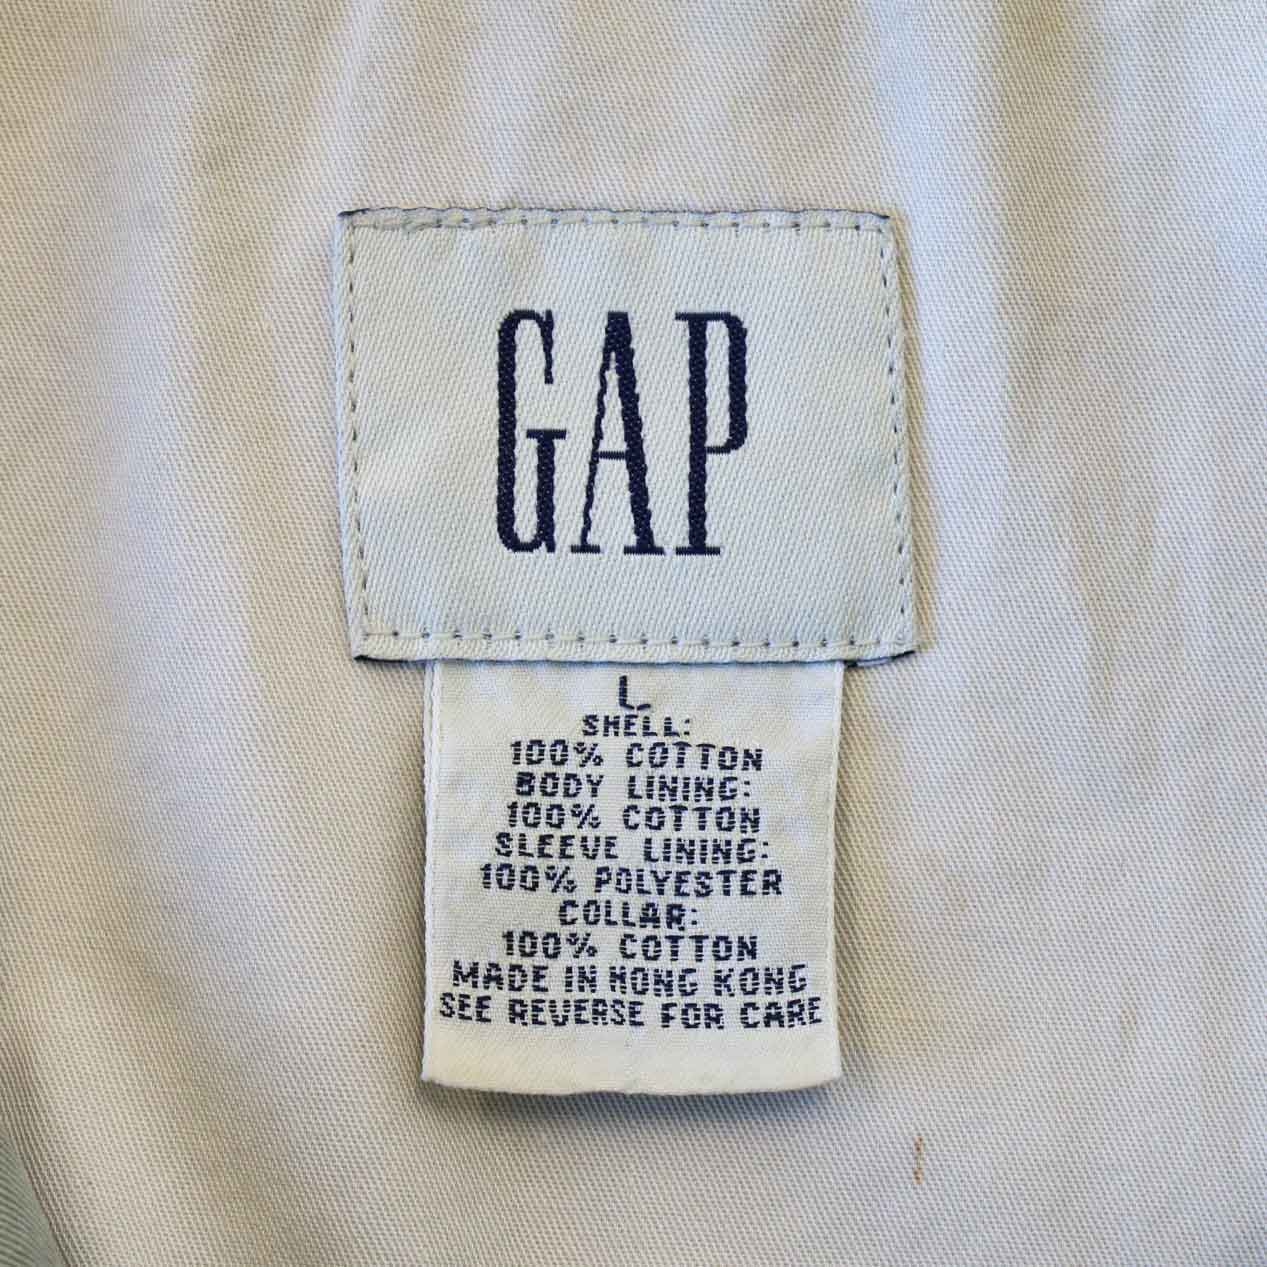 GAP
L
SHELL:
100% COTTON
BODY LINING:
100% COTTON
SLEEVE LINING:
100% POLYESTER
COLLAR:
100% COTTON
MADE IN HONG KONG
SEE REVERSE FOR CARE